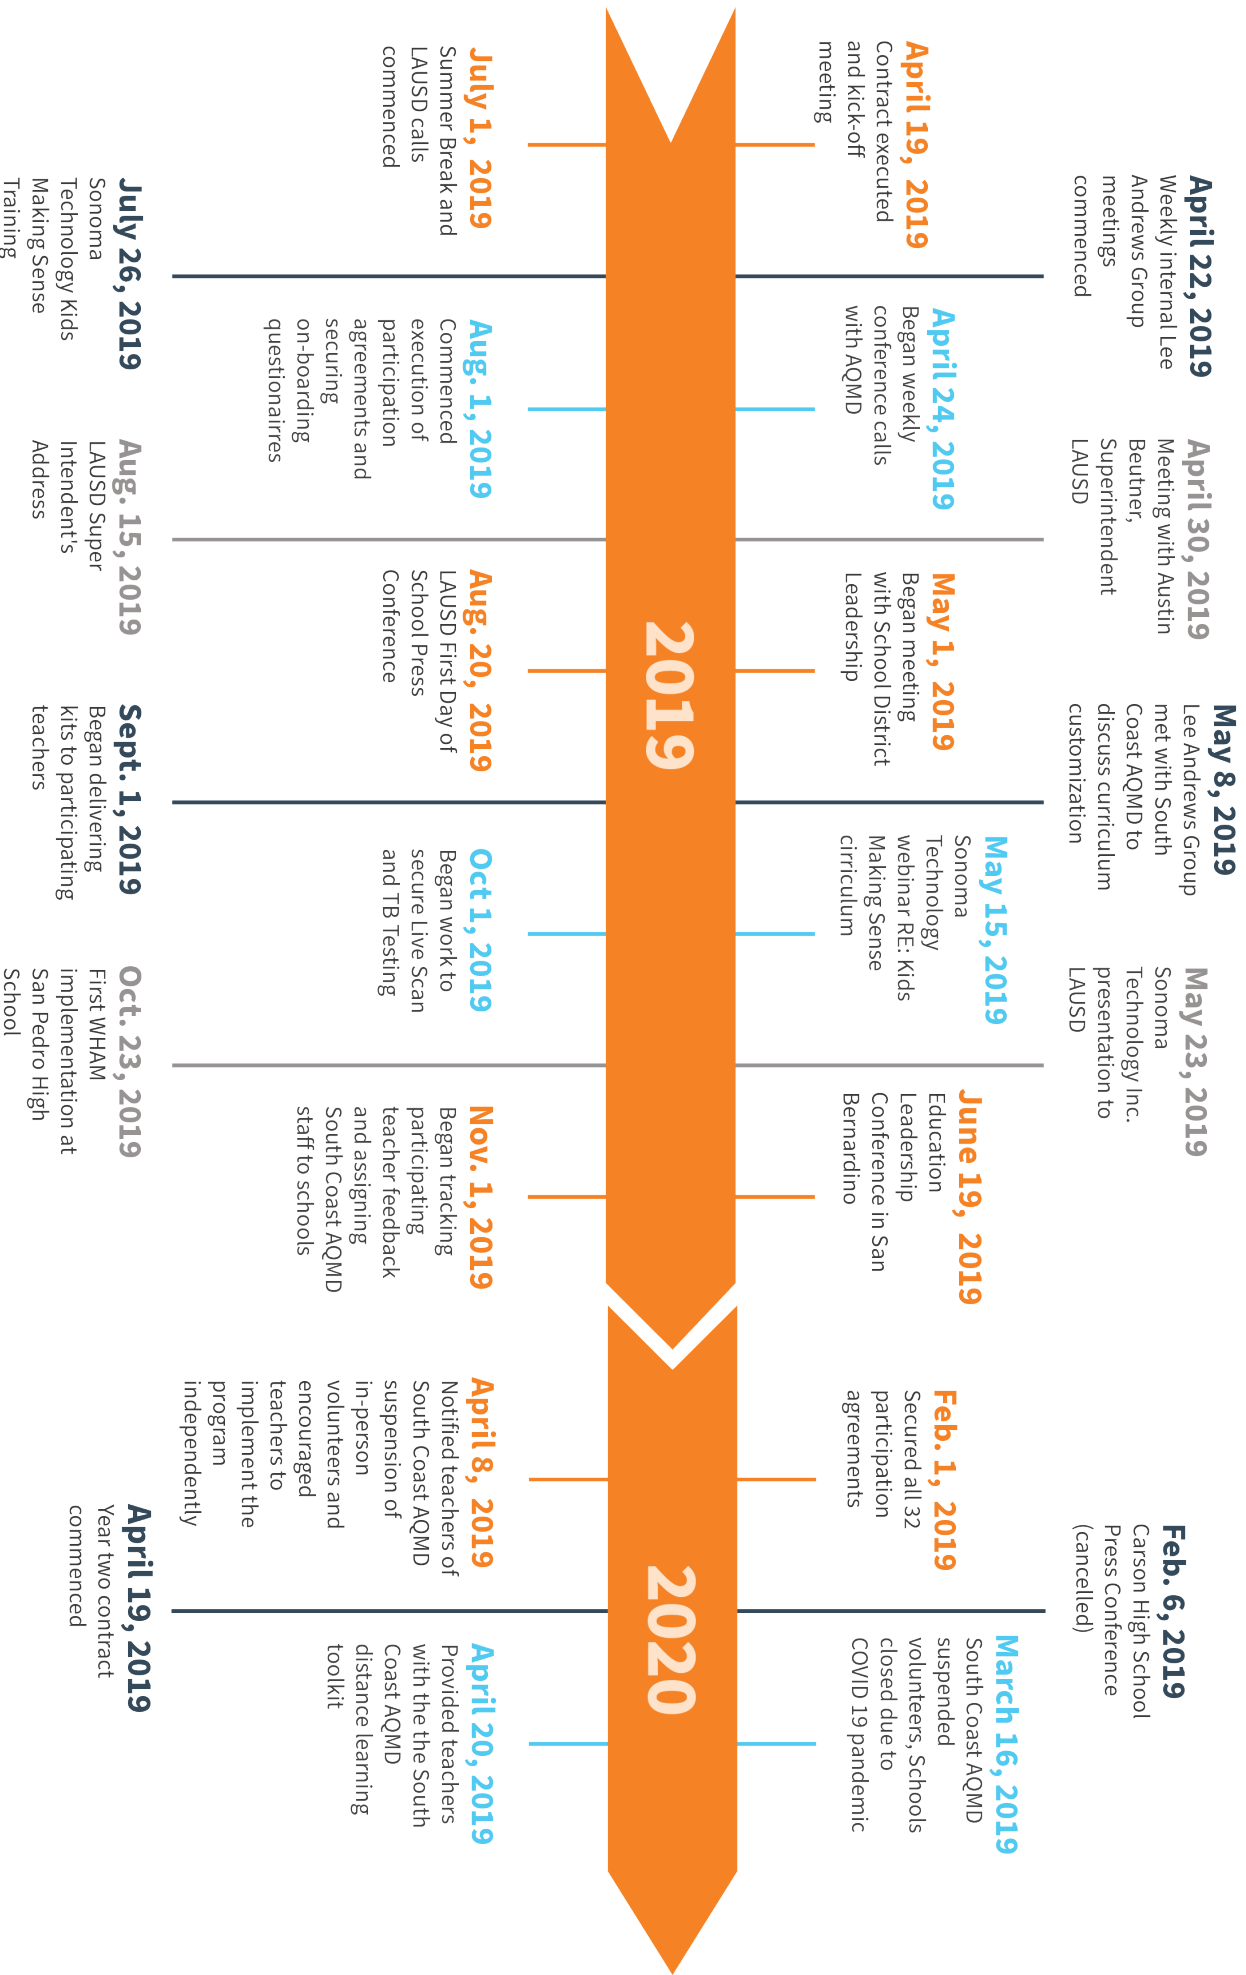 April 19, 2019
Contract executed
and kick-off
meeting
April 22, 2019
Weekly internal Lee
Andrews Group
meetings
commenced
April 24, 2019
Began weekly
conference calls
with AQMD
April 30, 2019
Meeting with Austin
Beutner,
Superintendent
LAUSD
May 1, 2019
Began meeting
with School District
Leadership
May 8, 2019
Lee Andrews Group
met with South
Coast AQMD to
discuss curriculum
customization
May 15, 2019
Sonoma
Technology
webinar RE: Kids
Making Sense
cirriculum
May 23, 2019
Sonoma
Technology Inc.
presentation to
LAUSD
June 19, 2019
Education
Leadership
Conference in San
Bernardino
2019
July 1, 2019
Summer Break and
LAUSD calls
commenced
July 26, 2019
Sonoma
Technology Kids
Making Sense
Training
Aug. 1, 2019
Commenced
execution of
participation
agreements and
securing
on-boarding
questionairres
Aug. 15, 2019
LAUSD Super
Intendent's
Address
Aug. 20, 2019
LAUSD First Day of
School Press
Conference
Sept. 1, 2019
Began delivering
kits to participating
teachers
Oct 1, 2019
Began work to
secure Live Scan
and TB Testing
Oct. 23, 2019
First WHAM
implementation at
San Pedro High
School
Nov. 1, 2019
Began tracking
participating
teacher feedback
and assigning
South Coast AQMD
staff to schools
Feb. 1, 2019
Secured all 32
participation
agreements
Feb. 6, 2019
Carson High School
Press Conference
(cancelled)
March 16, 2019
South Coast AQMD
suspended
volunteers, Schools
closed due to
COVID 19 pandemic
2020
April 8, 2019
Notified teachers of
South Coast AQMD
suspension of
in-person
volunteers and
encouraged
teachers to
implement the
program
independently
April 19, 2019
Year two contract
commenced
April 20, 2019
Provided teachers
with the the South
Coast AQMD
distance learning
toolkit